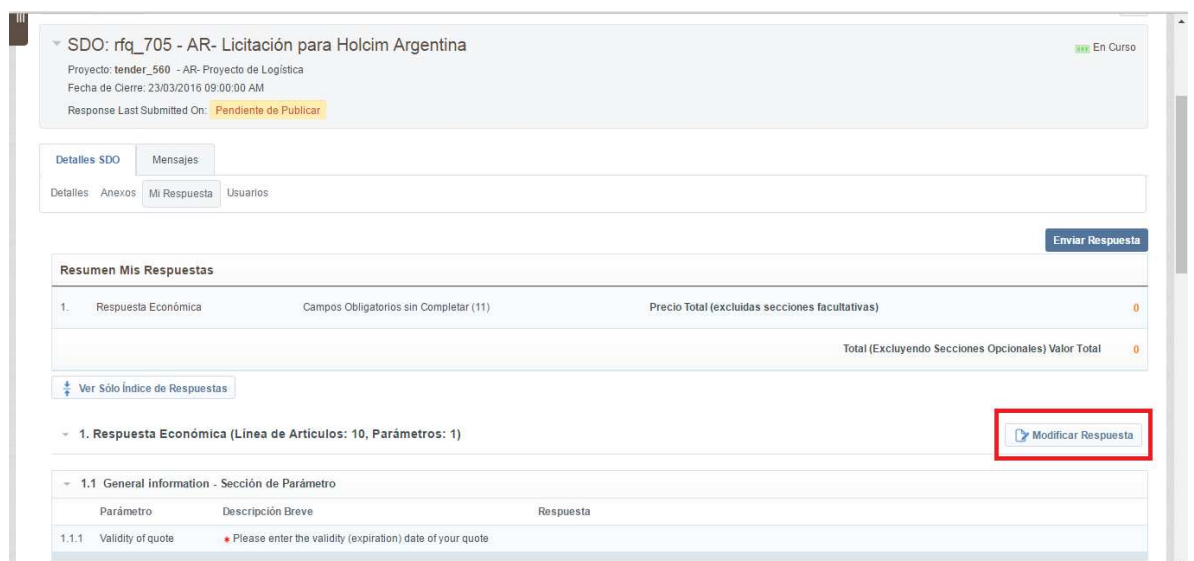 SDO: rfq_705 - AR- Licitación para Holcim Argentina
En Curso
Proyecto: tender_560 - AR- Proyecto de Logística
Fecha de Cierre: 23/03/2016 09:00:00 AM
Response Last Submitted On: Pendiente de Publicar
Detalles SDO Mensajes
Detalles Anexos Mi Respuesta Usuarios
Enviar Respuesta
Resumen Mis Respuestas
1. Respuesta Económica Campos Obligatorios sin Completar (11) Precio Total (excluidas secciones facultativas) 0
Total (Excluyendo Secciones Opcionales) Valor Total 0
Ver Sólo Índice de Respuestas
1. Respuesta Económica (Línea de Artículos: 10, Parámetros: 1) Modificar Respuesta
1.1 General information - Sección de Parámetro
Parámetro Descripción Breve Respuesta
1.1.1 Validity of quote * Please enter the validity (expiration) date of your quote